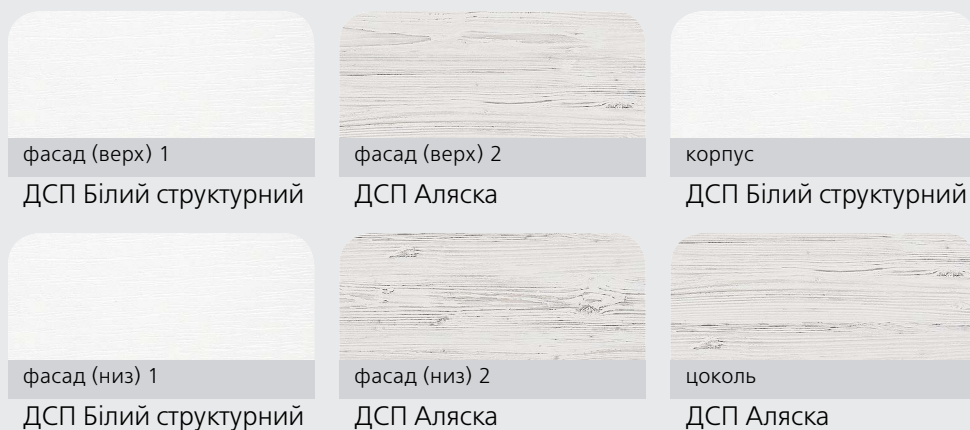 фасад (верх) 1
ДСП Білий структурний
фасад (верх) 2
ДСП Аляска
корпус
ДСП Білий структурний
фасад (низ) 1
ДСП Білий структурний
фасад (низ) 2
ДСП Аляска
цоколь
ДСП Аляска